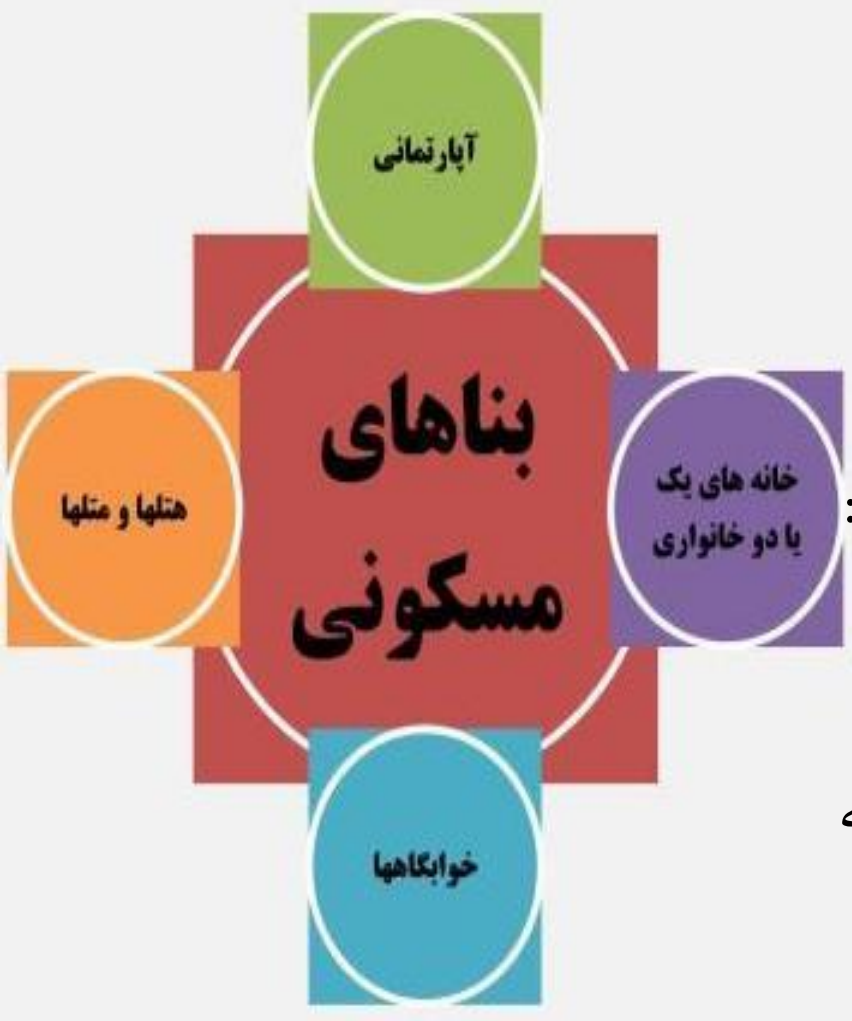 آپارتمانی
بناهای
مسکونی
خانه های یک
یا دو خانواری
هتلها و متلها
خوابگاهها